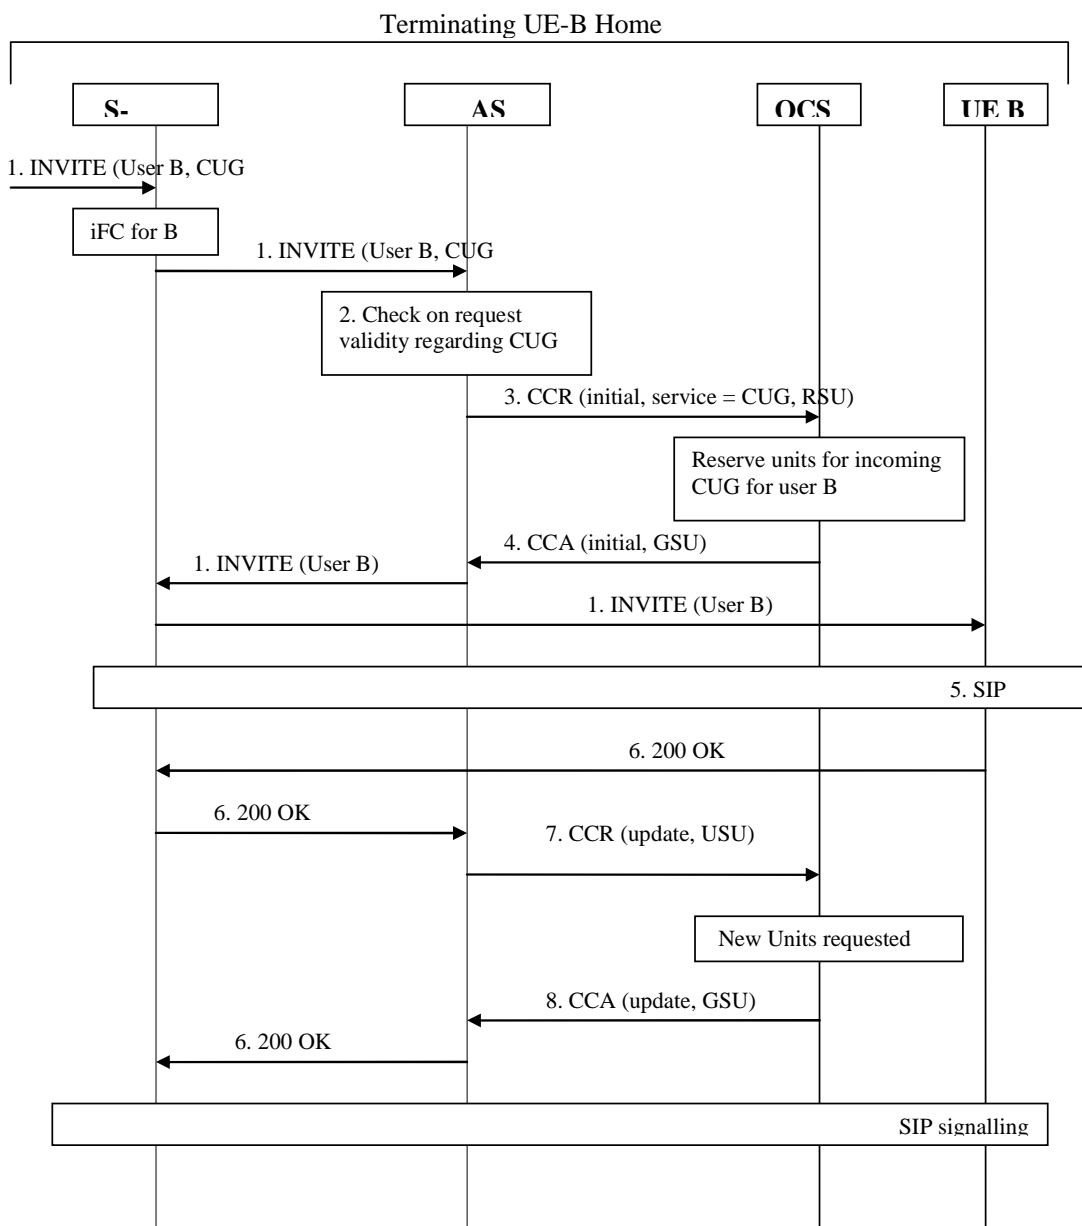 Terminating UE-B Home
S-
AS
OCS
UE B
1. INVITE (User B, CUG
iFC for B
1. INVITE (User B, CUG
2. Check on request
validity regarding CUG
3. CCR (initial, service = CUG, RSU)
Reserve units for incoming
CUG for user B
4. CCA (initial, GSU)
1. INVITE (User B)
1. INVITE (User B)
5. SIP
6. 200 OK
6. 200 OK
7. CCR (update, USU)
New Units requested
8. CCA (update, GSU)
6. 200 OK
SIP signalling